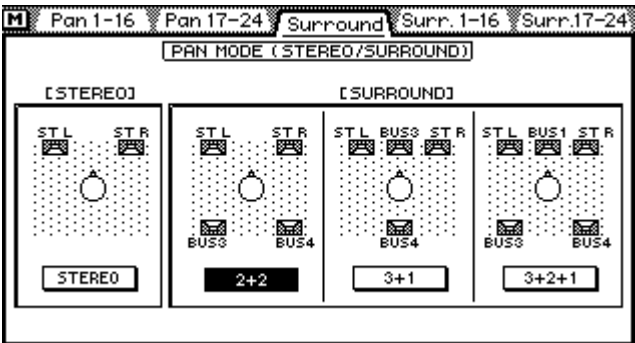 M Pan 1-16 Pan 17-24 Surround Surr. 1-16 Surr.17-24
PAN MODE (STEREO/SURROUND)
[STEREO] [SURROUND]
ST L ST R ST L ST R ST L BUS3 ST R ST L BUS1 ST R
BUS3 BUS4 BUS4 BUS3 BUS4
STEREO 2+2 3+1 3+2+1